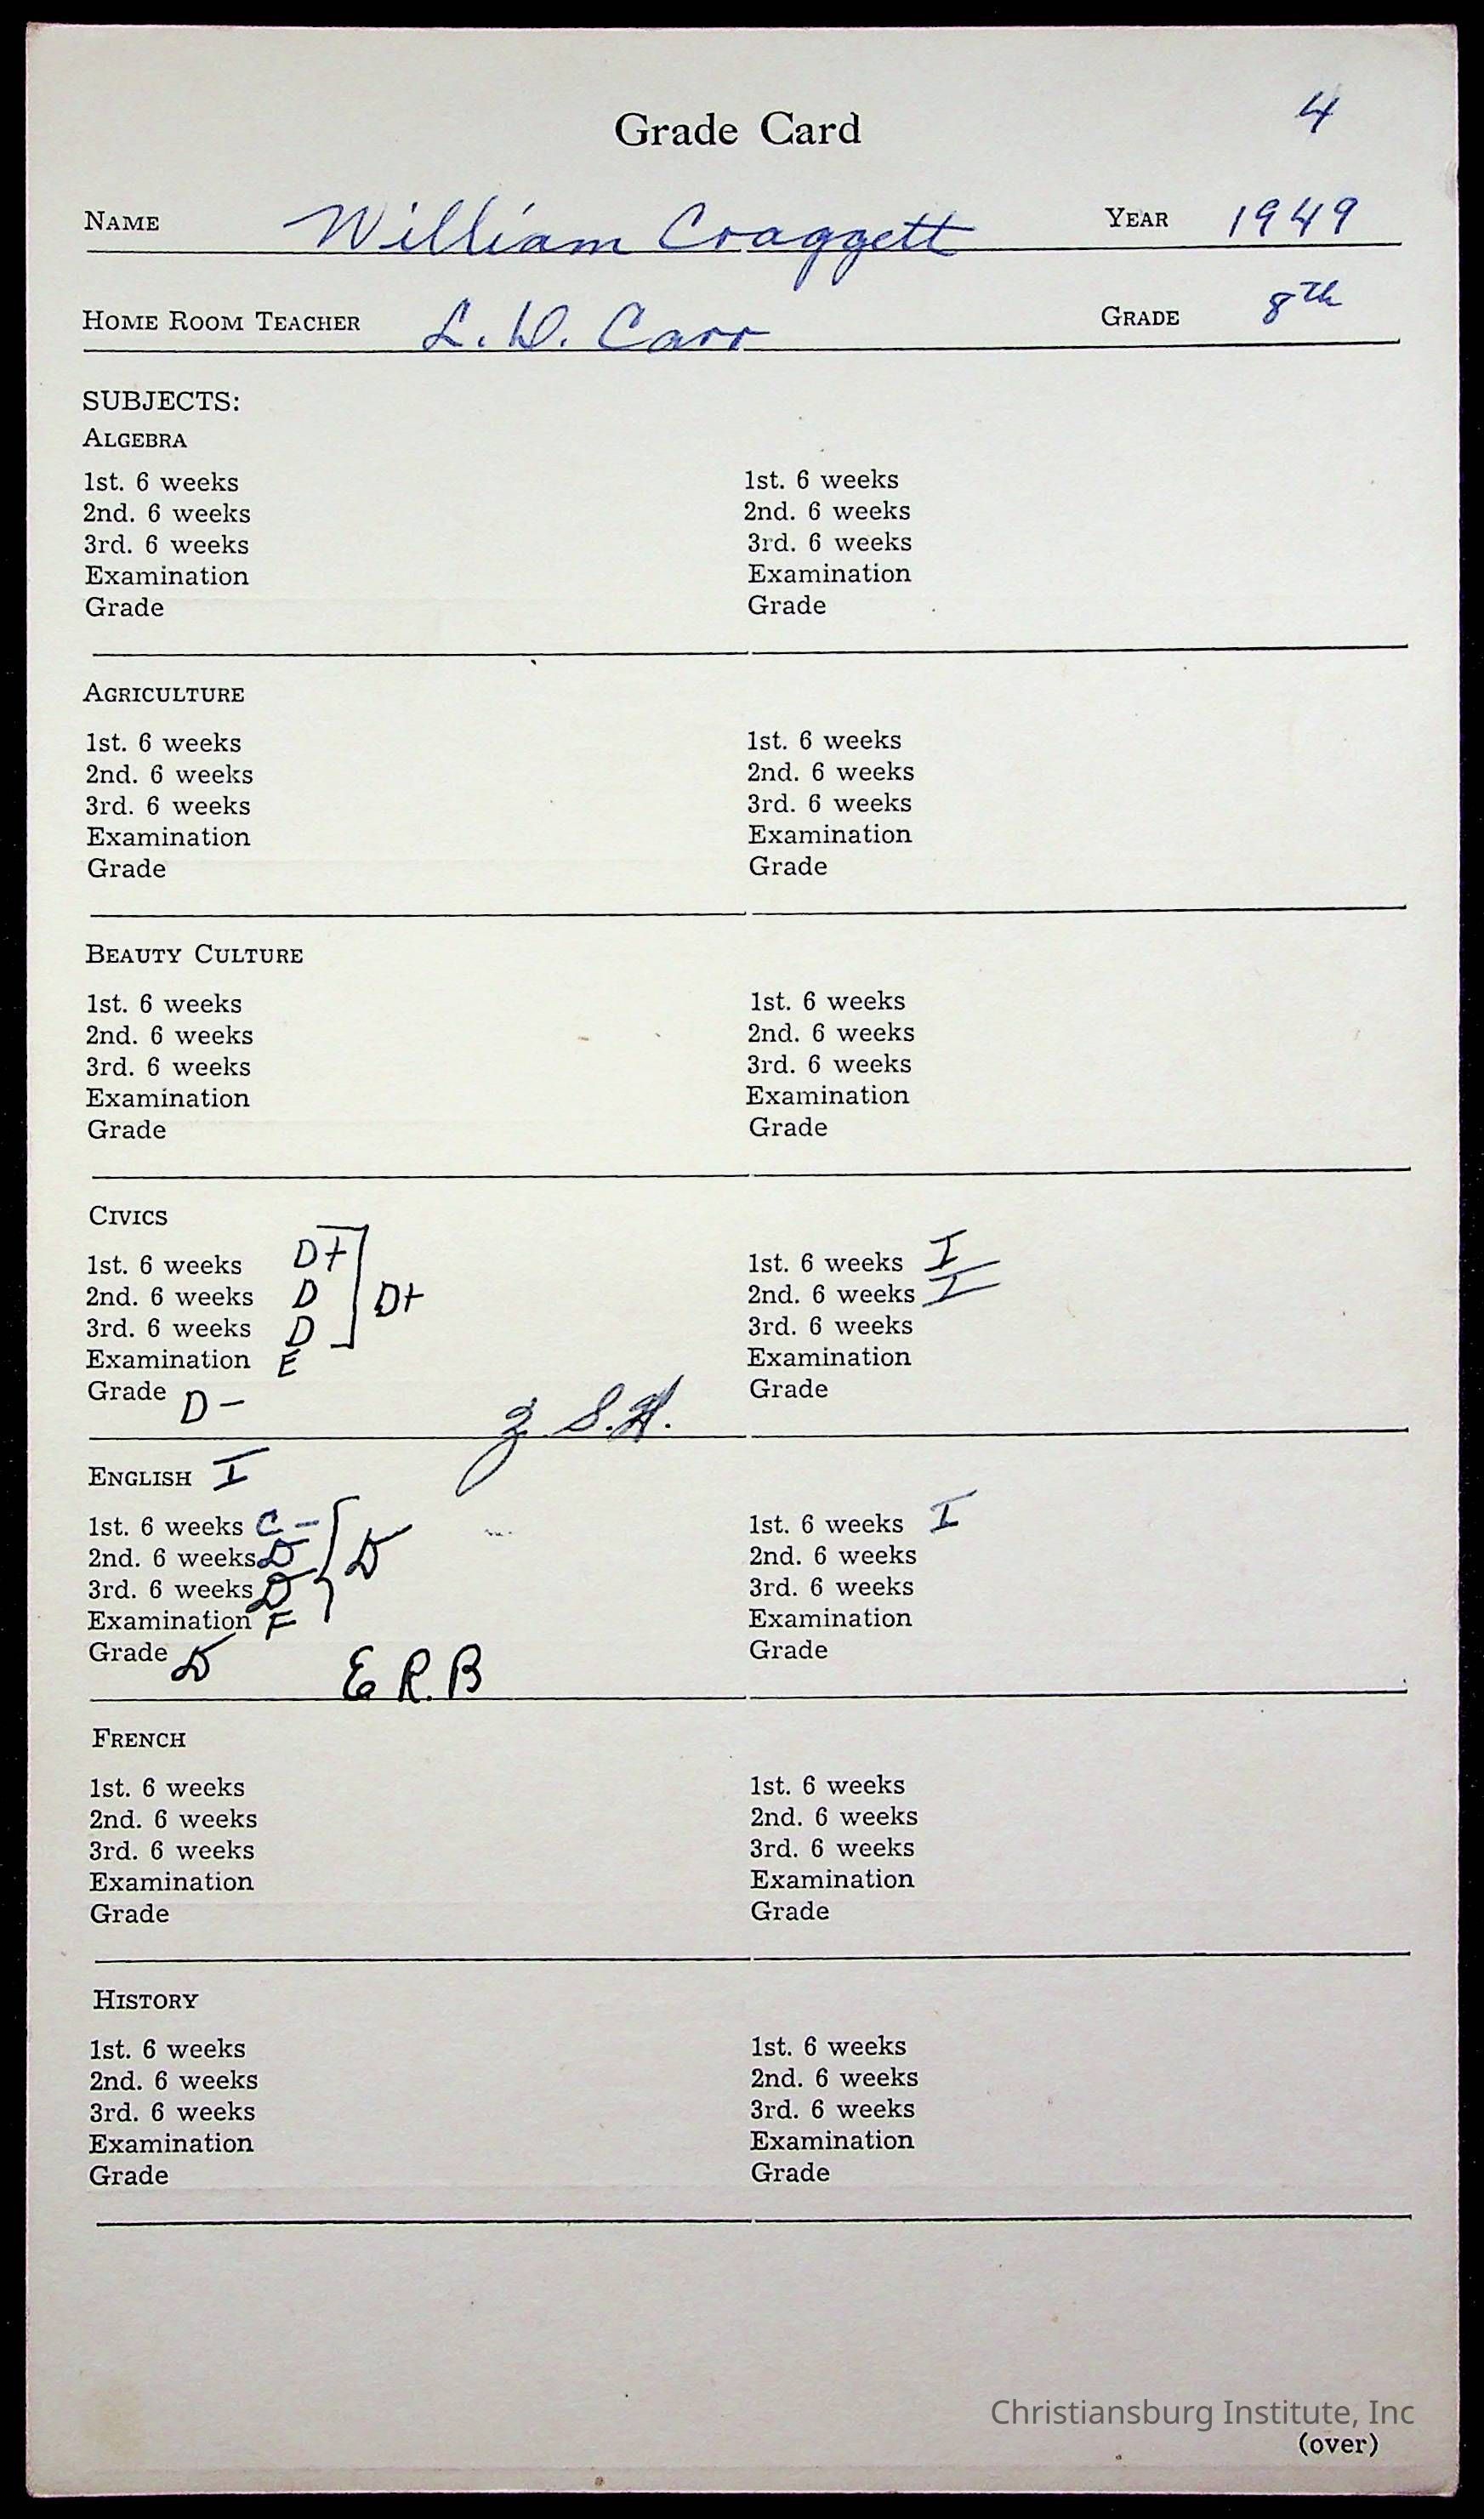 4
Grade Card
NAME William Craggett YEAR 1949
HOME ROOM TEACHER L. W. Carr GRADE 8th
SUBJECTS:
ALGEBRA
1st. 6 weeks 1st. 6 weeks
2nd. 6 weeks 2nd. 6 weeks
3rd. 6 weeks 3rd. 6 weeks
Examination Examination
Grade Grade
AGRICULTURE
1st. 6 weeks 1st. 6 weeks
2nd. 6 weeks 2nd. 6 weeks
3rd. 6 weeks 3rd. 6 weeks
Examination Examination
Grade Grade
BEAUTY CULTURE
1st. 6 weeks 1st. 6 weeks
2nd. 6 weeks 2nd. 6 weeks
3rd. 6 weeks 3rd. 6 weeks
Examination Examination
Grade Grade
CIVICS
1st. 6 weeks D+ 1st. 6 weeks I
2nd. 6 weeks D D+ 2nd. 6 weeks I
3rd. 6 weeks D 3rd. 6 weeks
Examination E Examination
Grade D- S.H. Grade
ENGLISH I
1st. 6 weeks C- 1st. 6 weeks I
2nd. 6 weeks D D 2nd. 6 weeks
3rd. 6 weeks D 3rd. 6 weeks
Examination F Examination
Grade D E R. B Grade
FRENCH
1st. 6 weeks 1st. 6 weeks
2nd. 6 weeks 2nd. 6 weeks
3rd. 6 weeks 3rd. 6 weeks
Examination Examination
Grade Grade
HISTORY
1st. 6 weeks 1st. 6 weeks
2nd. 6 weeks 2nd. 6 weeks
3rd. 6 weeks 3rd. 6 weeks
Examination Examination
Grade Grade
Christiansburg Institute, Inc
(over)